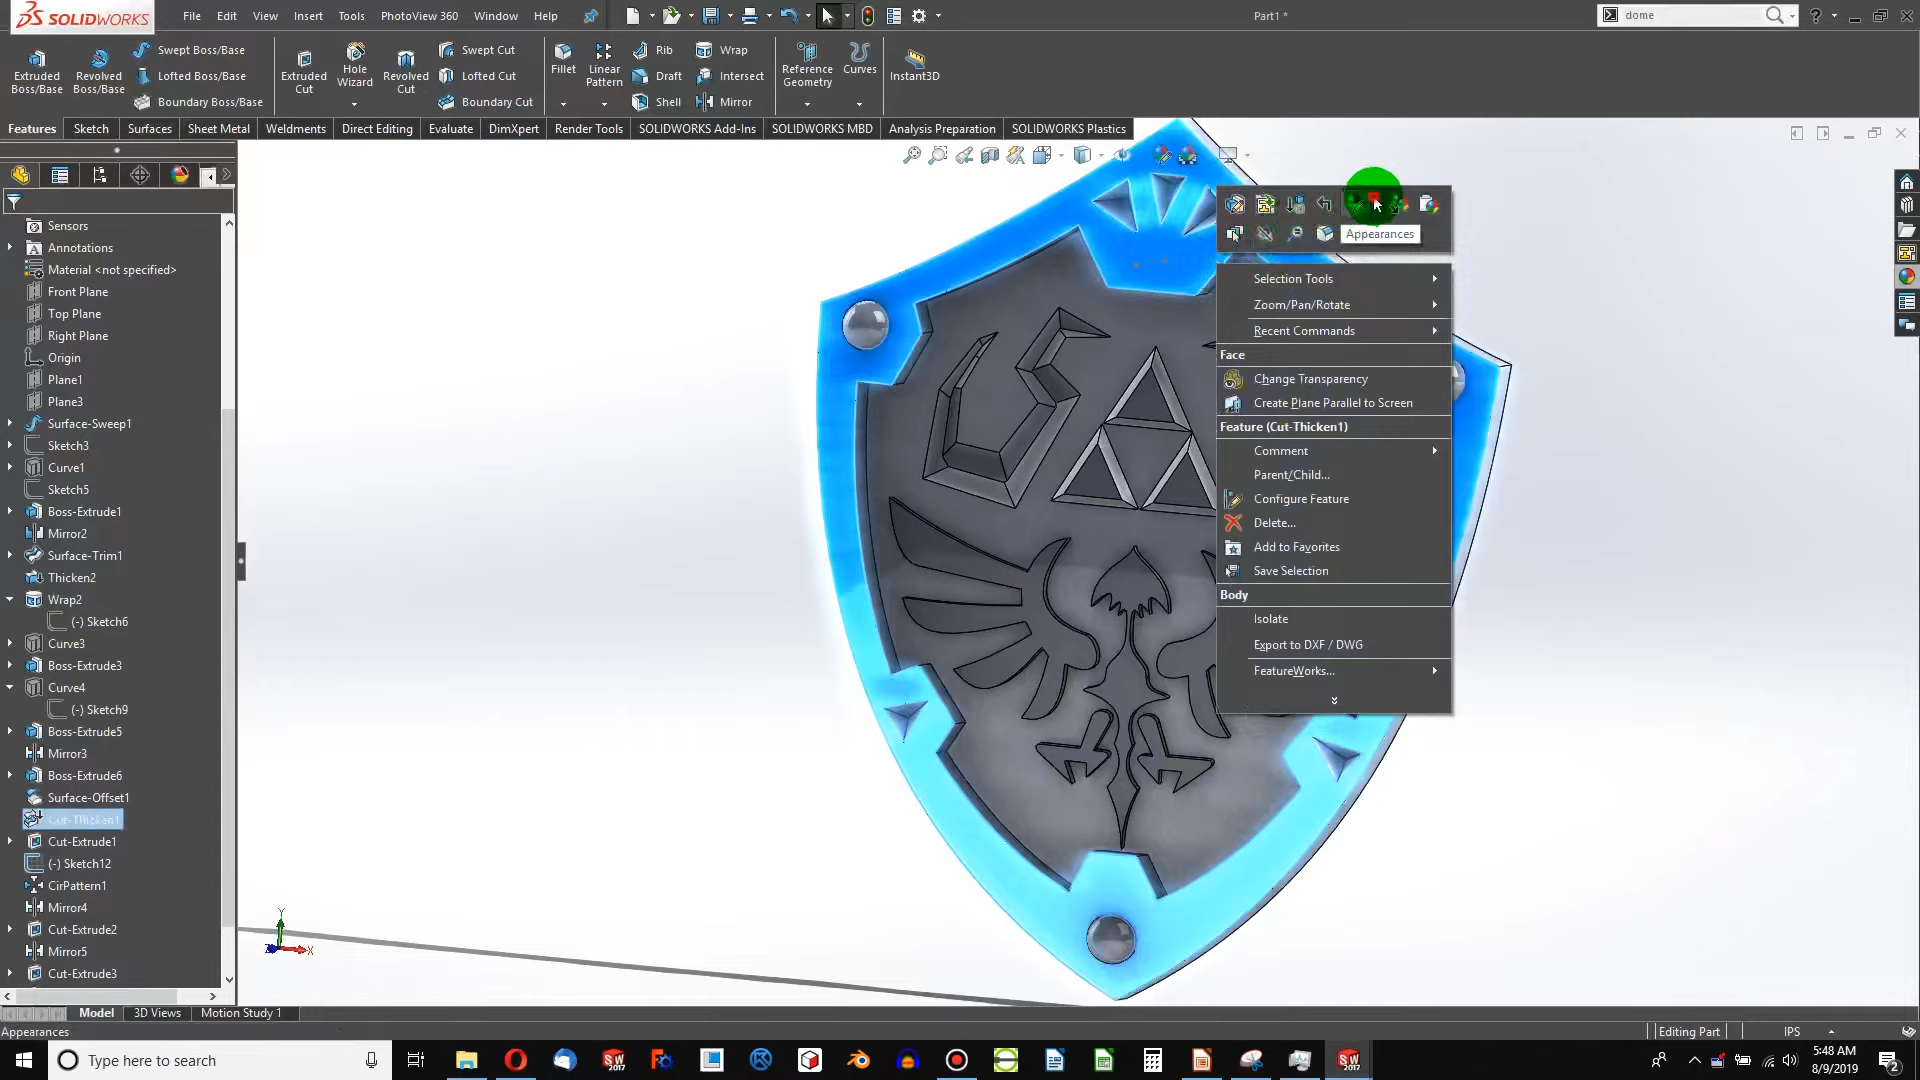 SOLIDWORKS
File Edit View Insert Tools PhotoView 360 Window Help
Part1 *
dome
Extruded Boss/Base
Revolved Boss/Base
Swept Boss/Base
Lofted Boss/Base
Boundary Boss/Base
Extruded Cut
Hole Wizard
Revolved Cut
Swept Cut
Lofted Cut
Boundary Cut
Fillet
Linear Pattern
Rib
Draft
Shell
Wrap
Intersect
Mirror
Reference Geometry
Curves
Instant3D
Features Sketch Surfaces Sheet Metal Weldments Direct Editing Evaluate DimXpert Render Tools SOLIDWORKS Add-Ins SOLIDWORKS MBD Analysis Preparation SOLIDWORKS Plastics
Sensors
Annotations
Material <not specified>
Front Plane
Top Plane
Right Plane
Origin
Plane1
Plane3
Surface-Sweep1
Sketch3
Curve1
Sketch5
Boss-Extrude1
Mirror2
Surface-Trim1
Thicken2
Wrap2
(-) Sketch6
Curve3
Boss-Extrude3
Curve4
(-) Sketch9
Boss-Extrude5
Mirror3
Boss-Extrude6
Surface-Offset1
Cut-Thicken1
Cut-Extrude1
(-) Sketch12
CirPattern1
Mirror4
Cut-Extrude2
Mirror5
Cut-Extrude3
Appearances
Selection Tools
Zoom/Pan/Rotate
Recent Commands
Face
Change Transparency
Create Plane Parallel to Screen
Feature (Cut-Thicken1)
Comment
Parent/Child...
Configure Feature
Delete...
Add to Favorites
Save Selection
Body
Isolate
Export to DXF / DWG
FeatureWorks...
Y
X
Z
Model 3D Views Motion Study 1
Appearances
Editing Part
IPS
Type here to search
SW 2017
SW 2017
5:48 AM
8/9/2019
2